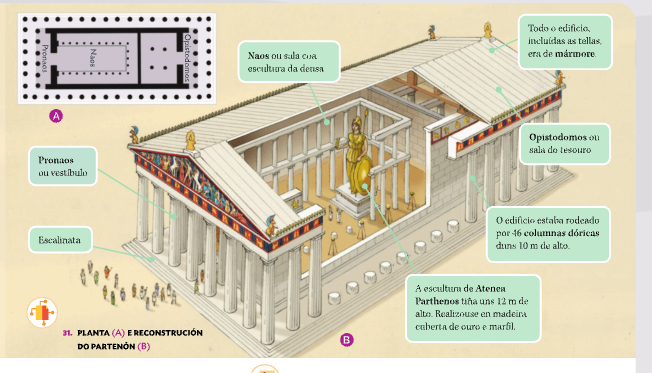 Pronaos
Naos
Opistodomos
A
Naos ou sala coa
escultura da deusa
Todo o edificio,
incluídas as tellas,
era de mármore.
Pronaos
ou vestíbulo
Opistodomos ou
sala do tesouro
Escalinata
O edificio estaba rodeado
por 46 columnas dóricas
duns 10 m de alto.
A escultura de Atenea
Parthenos tiña uns 12 m de
alto. Realizouse en madeira
cuberta de ouro e marfil.
31. PLANTA (A) E RECONSTRUCIÓN
DO PARTENÓN (B)
B